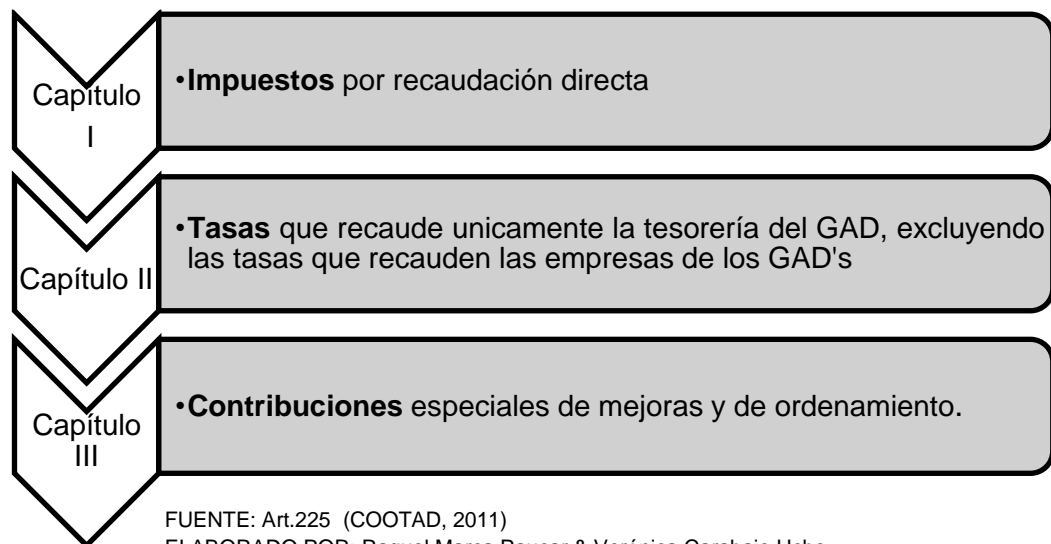 Capítulo
I
•Impuestos por recaudación directa
Capítulo II
•Tasas que recaude unicamente la tesorería del GAD, excluyendo
las tasas que recauden las empresas de los GAD's
Capítulo
III
•Contribuciones especiales de mejoras y de ordenamiento.
FUENTE: Art.225 (COOTAD, 2011)
ELABORADO POR: Raquel